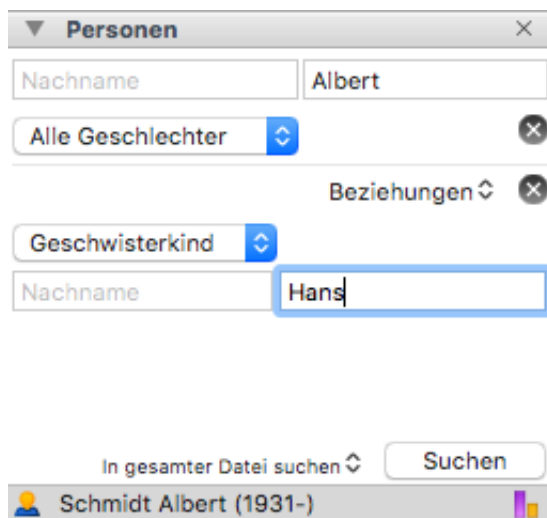 Personen
Nachname Albert
Alle Geschlechter
Beziehungen
Geschwisterkind
Nachname Hans
In gesamter Datei suchen Suchen
Schmidt Albert (1931-)